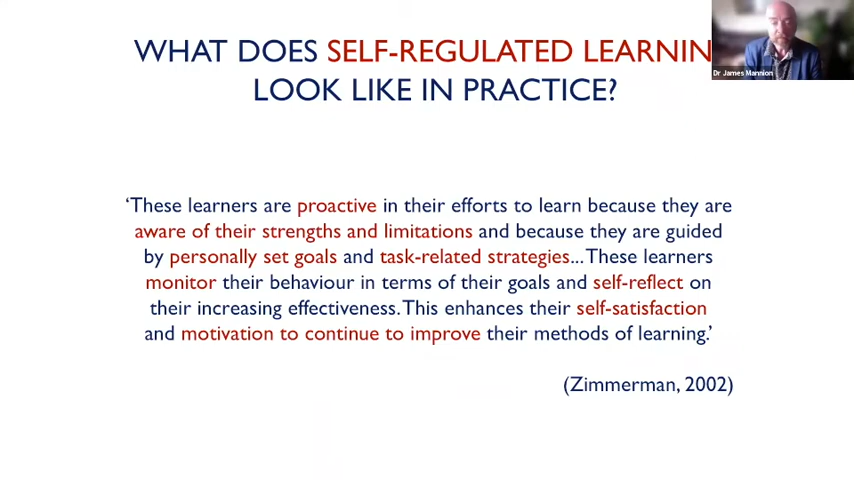 WHAT DOES SELF-REGULATED LEARNIN
LOOK LIKE IN PRACTICE?
Dr James Mannion
‘These learners are proactive in their efforts to learn because they are
aware of their strengths and limitations and because they are guided
by personally set goals and task-related strategies...These learners
monitor their behaviour in terms of their goals and self-reflect on
their increasing effectiveness. This enhances their self-satisfaction
and motivation to continue to improve their methods of learning.’
(Zimmerman, 2002)